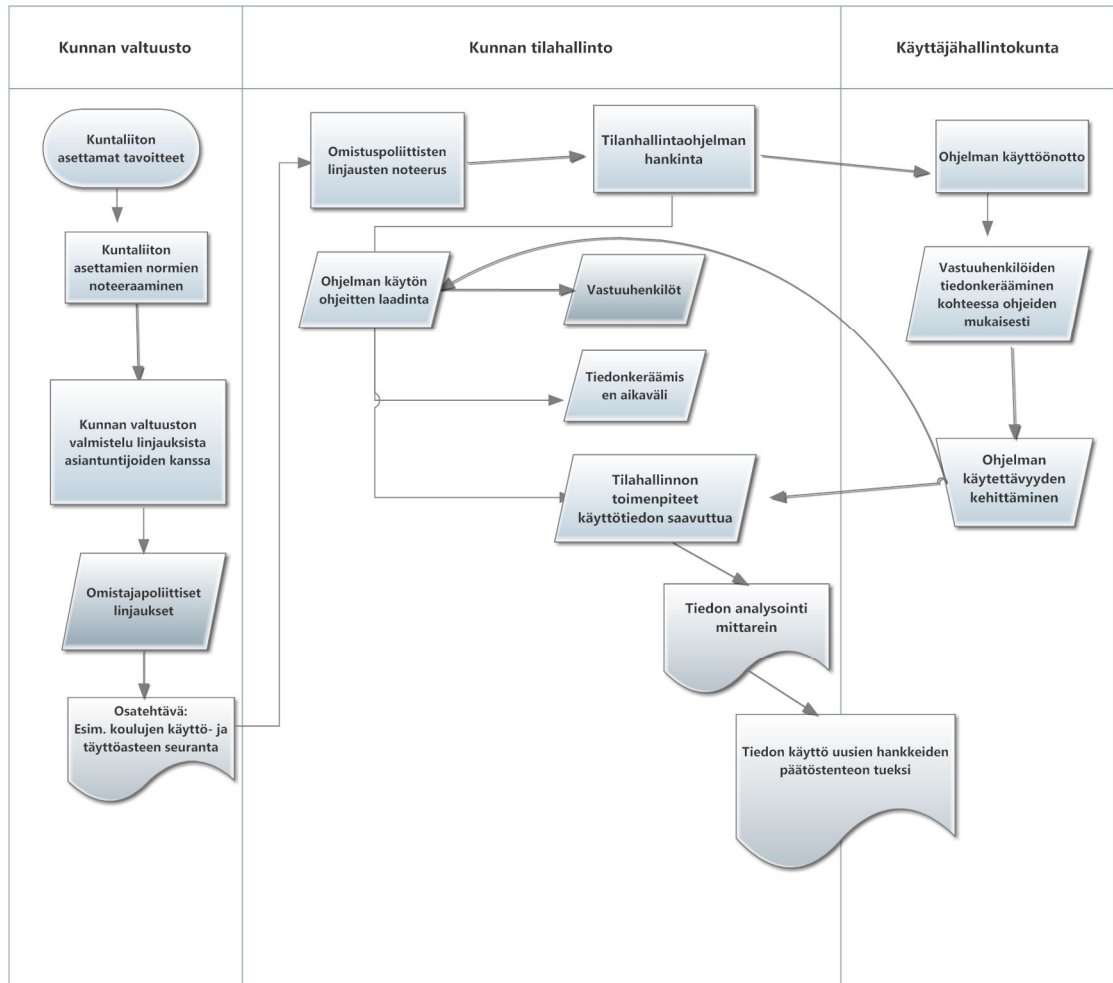 Kunnan valtuusto
Kunnan tilahallinto
Käyttäjähallintokunta
Kuntaliiton
asettamat tavoitteet
Kuntaliiton
asettamien normien
noteeraaminen
Kunnan valtuuston
valmistelu linjauksista
asiantuntijoiden kanssa
Omistajapoliittiset
linjaukset
Osatehtävä:
Esim. koulujen käyttö- ja
täyttöasteen seuranta
Omistuspoliittisten
linjausten noteerus
Tilanhallintaohjelman
hankinta
Ohjelman käytön
ohjeitten laadinta
Vastuuhenkilöt
Tiedonkeräämis
en aikaväli
Tilahallinnon
toimenpiteet
käyttötiedon saavuttua
Tiedon analysointi
mittarein
Tiedon käyttö uusien hankkeiden
päätöstenteon tueksi
Ohjelman käyttöönotto
Vastuuhenkilöiden
tiedonkerääminen
kohteessa ohjeiden
mukaisesti
Ohjelman
käytettävyyden
kehittäminen